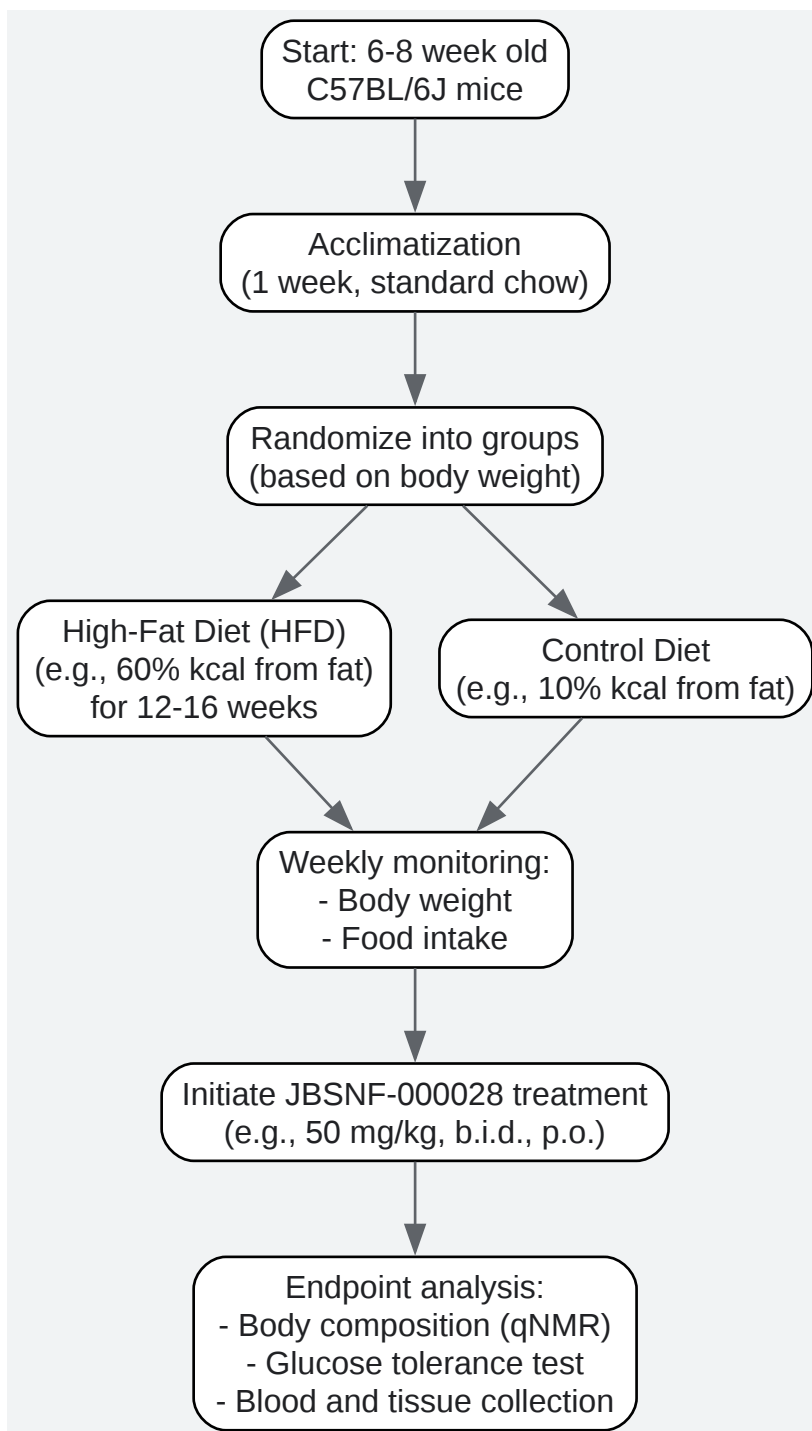 Start: 6-8 week old
C57BL/6J mice
Acclimatization
(1 week, standard chow)
Randomize into groups
(based on body weight)
High-Fat Diet (HFD)
(e.g., 60% kcal from fat)
for 12-16 weeks
Control Diet
(e.g., 10% kcal from fat)
Weekly monitoring:
- Body weight
- Food intake
Initiate JBSNF-000028 treatment
(e.g., 50 mg/kg, b.i.d., p.o.)
Endpoint analysis:
- Body composition (qNMR)
- Glucose tolerance test
- Blood and tissue collection